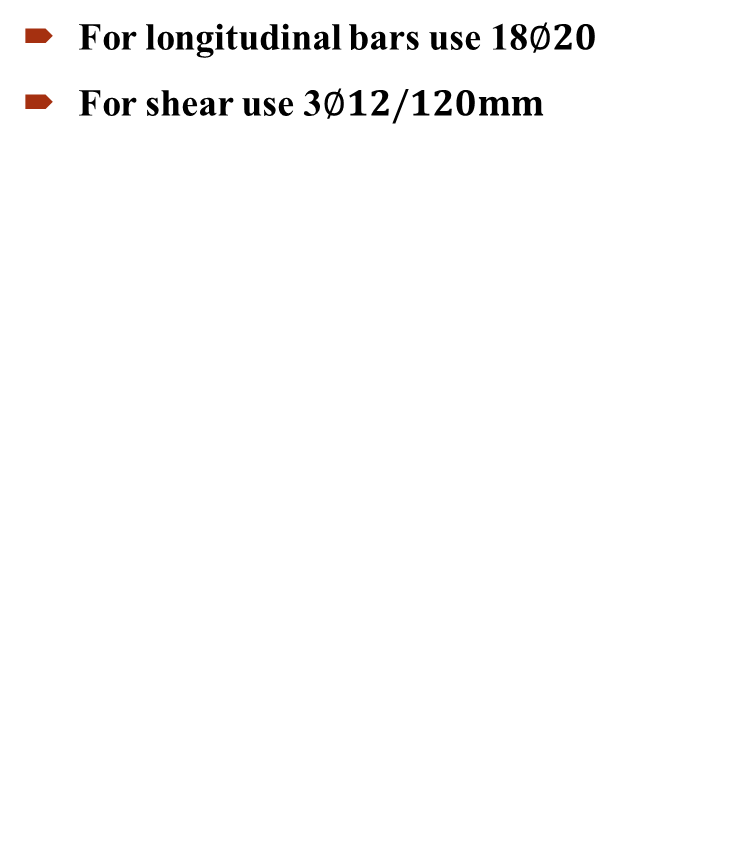 For longitudinal bars use 18∅20
For shear use 3∅12/120mm